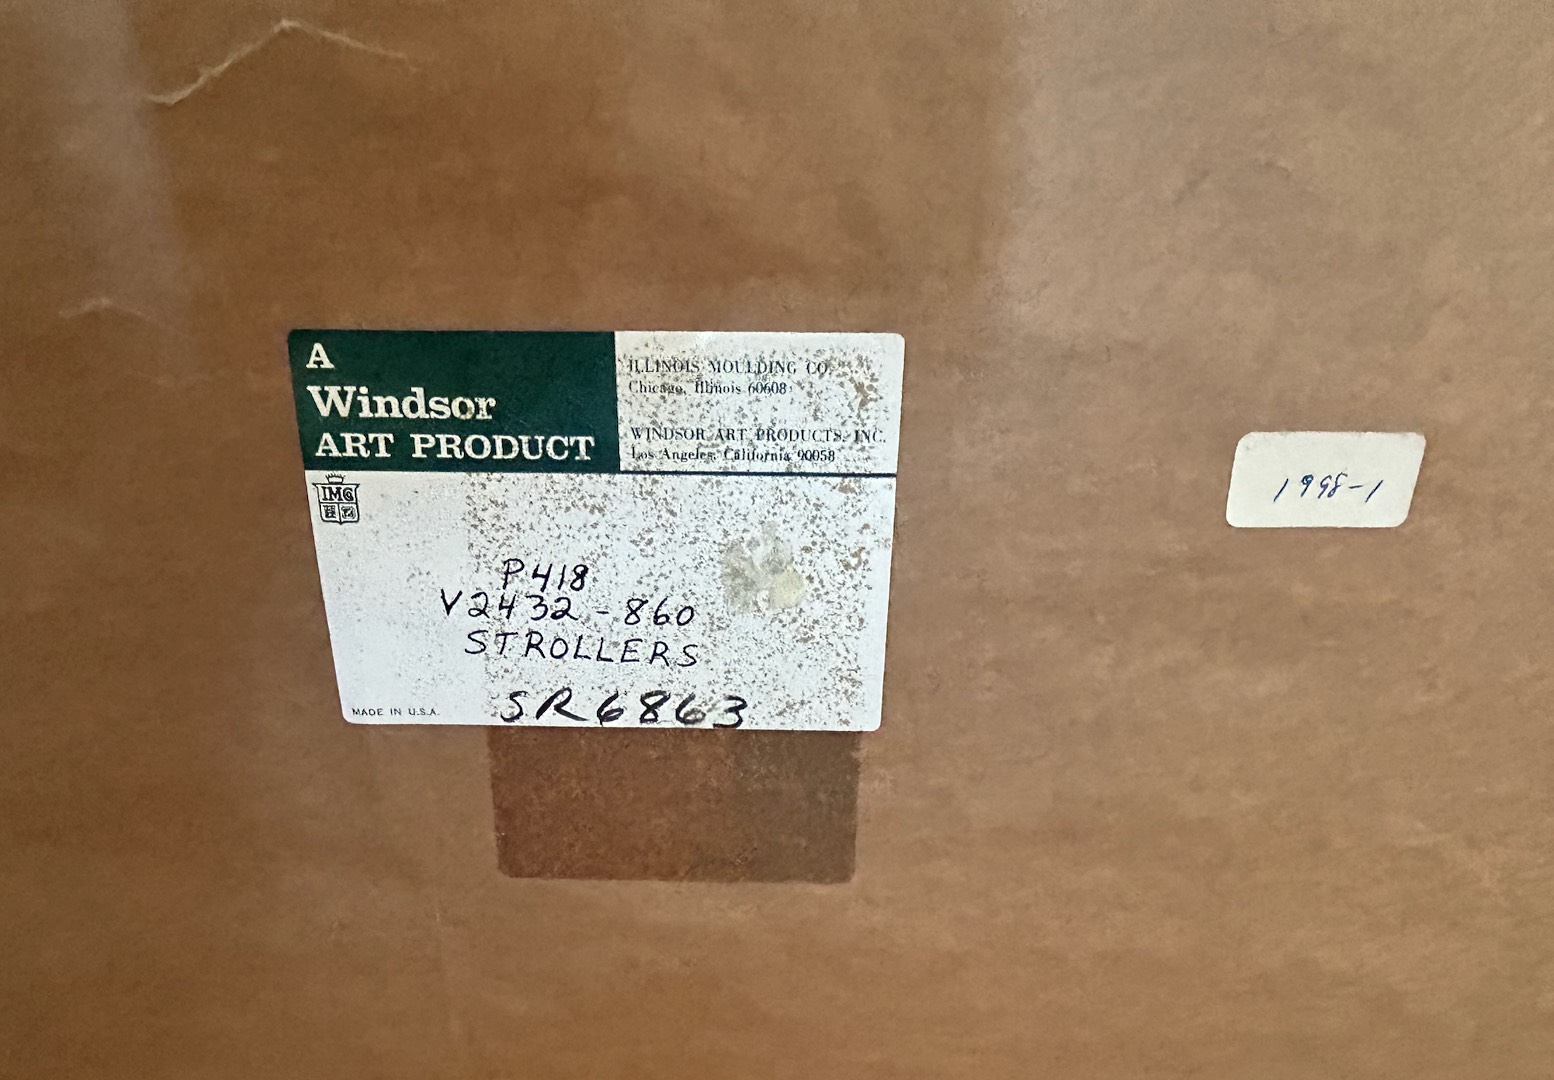 A
Windsor
ART PRODUCT
ILLINOIS MOULDING CO.
Chicago, Illinois 60608
WINDSOR ART PRODUCTS, INC.
Los Angeles, California 90058
IMC
P418
V2432-860
STROLLERS
SR6863
MADE IN U.S.A.
1998-1